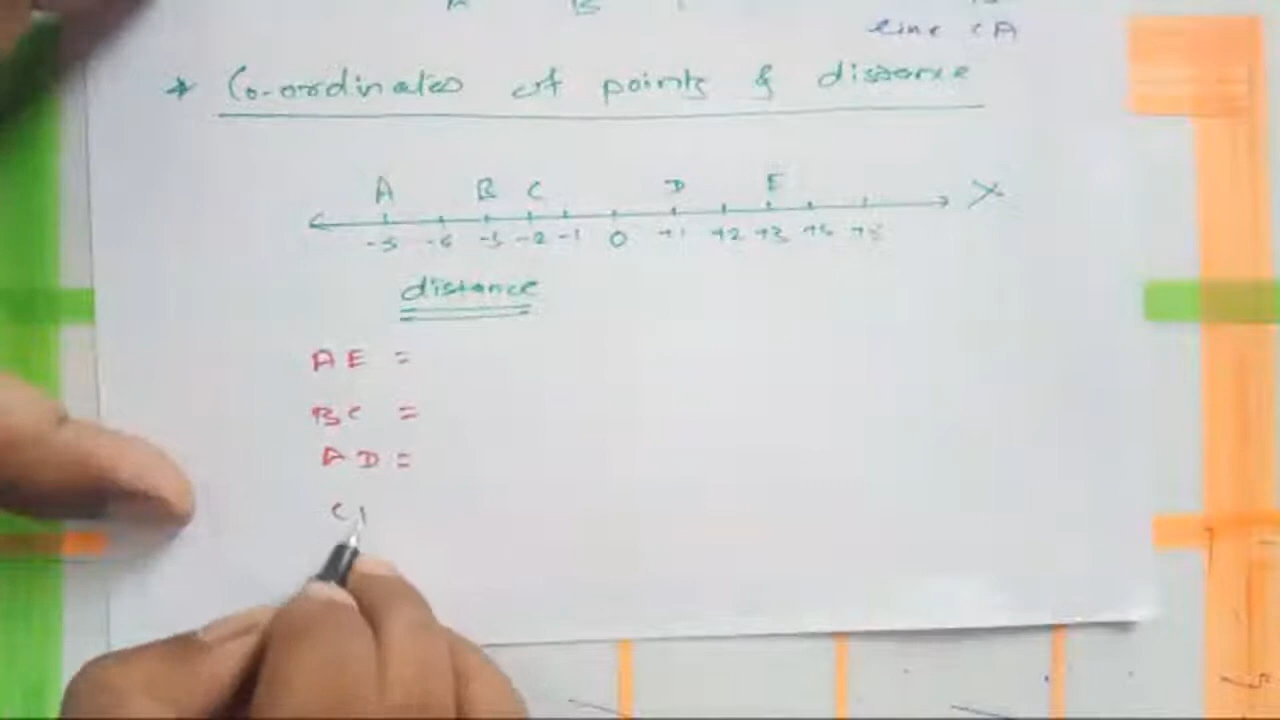 A B
line CA
* Co-ordinates of points & distance
A B C D E X
-5 -4 -3 -2 -1 0 +1 +2 +3 +4 +5
distance
AE =
BC =
AD =
C